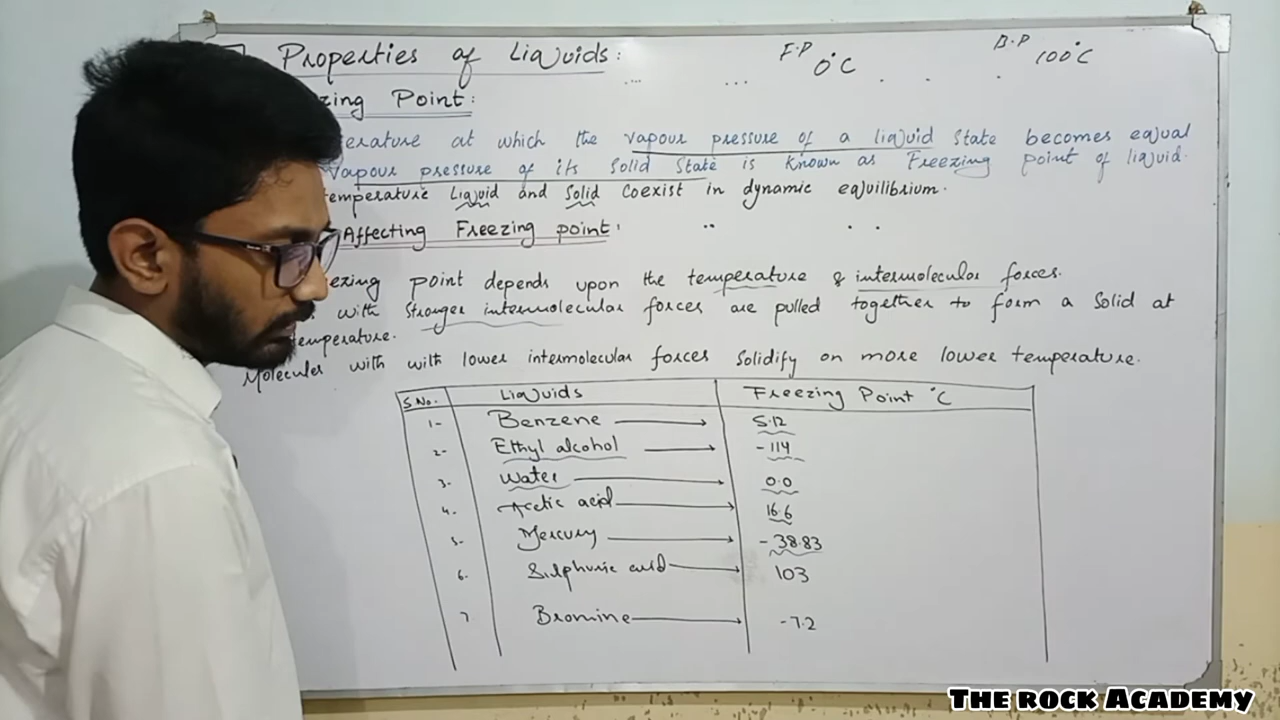 Properties of Liquids:
F.P 0°C
B.P 100°C
zing Point:
erature at which the vapour pressure of a liquid state becomes equal
vapour pressure of its solid state is known as Freezing point of liquid.
emperature Liquid and Solid Coexist in dynamic equilibrium.
Affecting Freezing point:
ezing point depends upon the temperature & intermolecular forces.
with stronger intermolecular forces are pulled together to form a Solid at
emperature.
Molecules with with lower intermolecular forces Solidify on more lower temperature.
S No. Liquids Freezing Point °C
1- Benzene 5.12
2- Ethyl alcohol -114
3. Water 0.0
4. Acetic acid 16.6
5- Mercury -38.83
6. Sulphuric acid 103
7 Bromine -7.2
THE ROCK ACADEMY